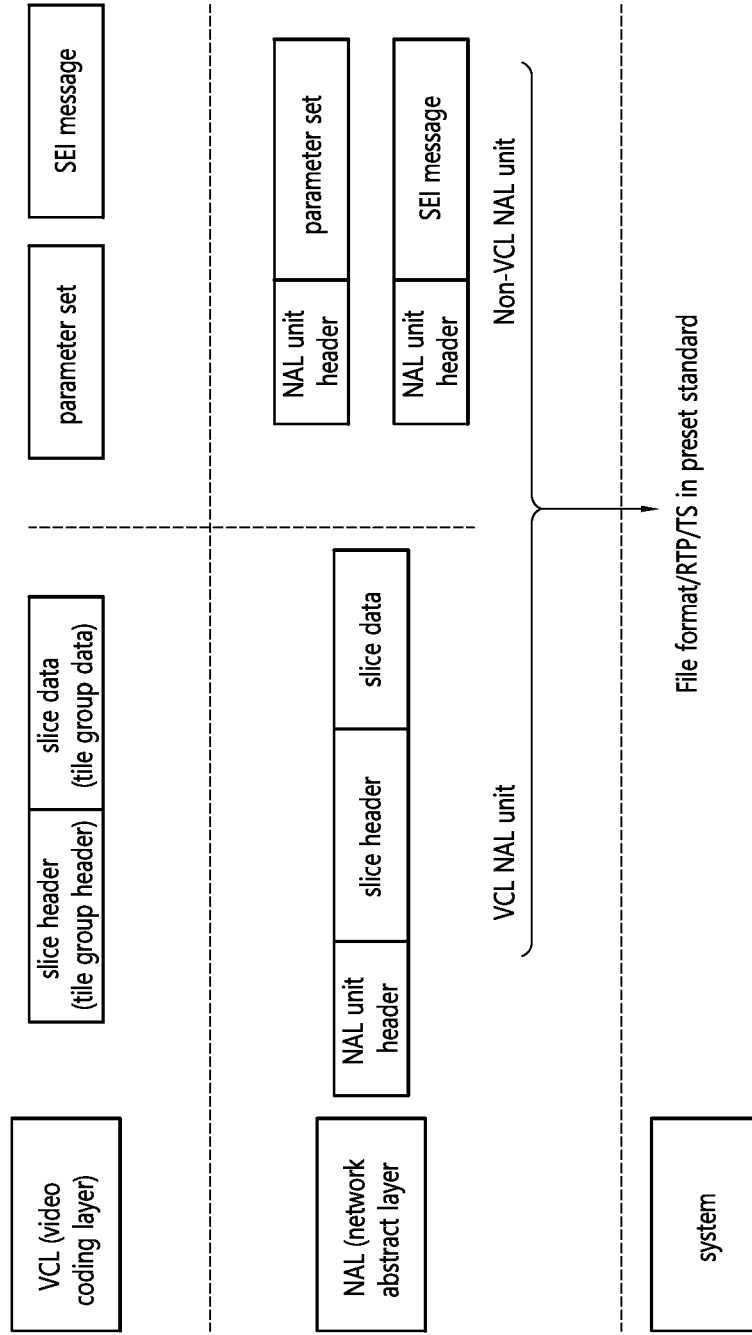 VCL (video
coding layer)
slice header
(tile group header)
slice data
(tile group data)
parameter set
SEI message
NAL (network
abstract layer
NAL unit
header
slice header
slice data
NAL unit
header
parameter set
NAL unit
header
SEI message
VCL NAL unit
Non-VCL NAL unit
system
File format/RTP/TS in preset standard